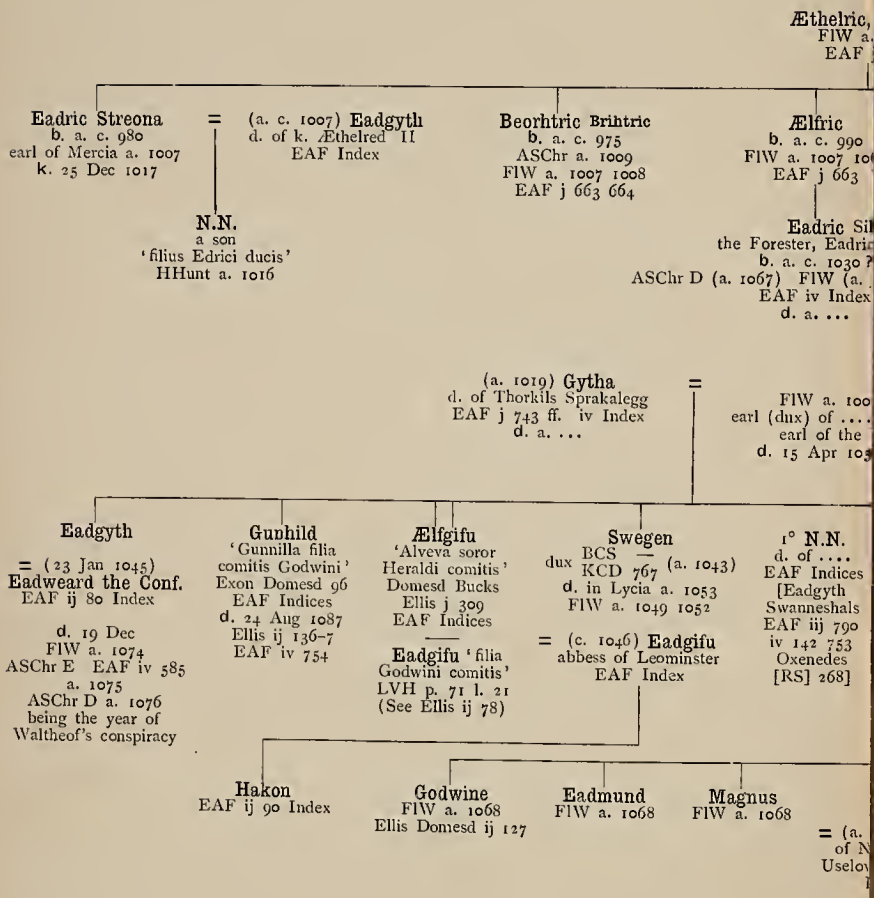 Æthelric,
FlW a.
EAF j
Eadric Streona
b. a. c. 980
earl of Mercia a. 1007
k. 25 Dec 1017
=
(a. c. 1007) Eadgyth
d. of k. Æthelred II
EAF Index
Beorhtric Brihtric
b. a. c. 975
ASChr a. 1009
FlW a. 1007 1008
EAF j 663 664
Ælfric
b. a. c. 990
FlW a. 1007
EAF j 663
N.N.
a son
‘filius Edrici ducis’
HHunt a. 1016
Eadric
the Forester,
b. a. c. 1030 ?
ASChr D (a. 1067) FlW (a.
EAF iv Index
d. a. ....
(a. 1019) Gytha
d. of Thorkils Sprakalegg
EAF j 743 ff. iv Index
d. a. ....
=
FlW a.
earl (dux) of ....
earl of the
d. 15 Apr
Eadgyth
= (23 Jan 1045)
Eadweard the Conf.
EAF ij 80 Index
d. 19 Dec
FlW a. 1074
ASChr E EAF iv 585
a. 1075
ASChr D a. 1076
being the year of
Waltheof's conspiracy
Gunhild
‘Gunnilla filia
comitis Godwini’
Exon Domesd 96
EAF Indices
d. 24 Aug 1087
Ellis ij 136-7
EAF iv 754
Ælfgifu
‘Alveva soror
Heraldi comitis’
Domesd Bucks
Ellis j 309
EAF Indices
Eadgifu ‘filia
Godwini comitis’
LVH p. 71 l. 21
(See Ellis ij 78)
Swegen
dux BCS — KCD 767 (a. 1043)
d. in Lycia a. 1053
FlW a. 1049 1052
= (c. 1046) Eadgifu
abbess of Leominster
EAF Index
1° N.N.
d. of ....
EAF Indices
[Eadgyth
Swanneshals
EAF iij 790
iv 142 753
Oxenedes
[RS] 268]
Hakon
EAF ij 90 Index
Godwine
FlW a. 1068
Ellis Domesd ij 127
Eadmund
FlW a. 1068
Magnus
FlW a. 1068
= (a.
of